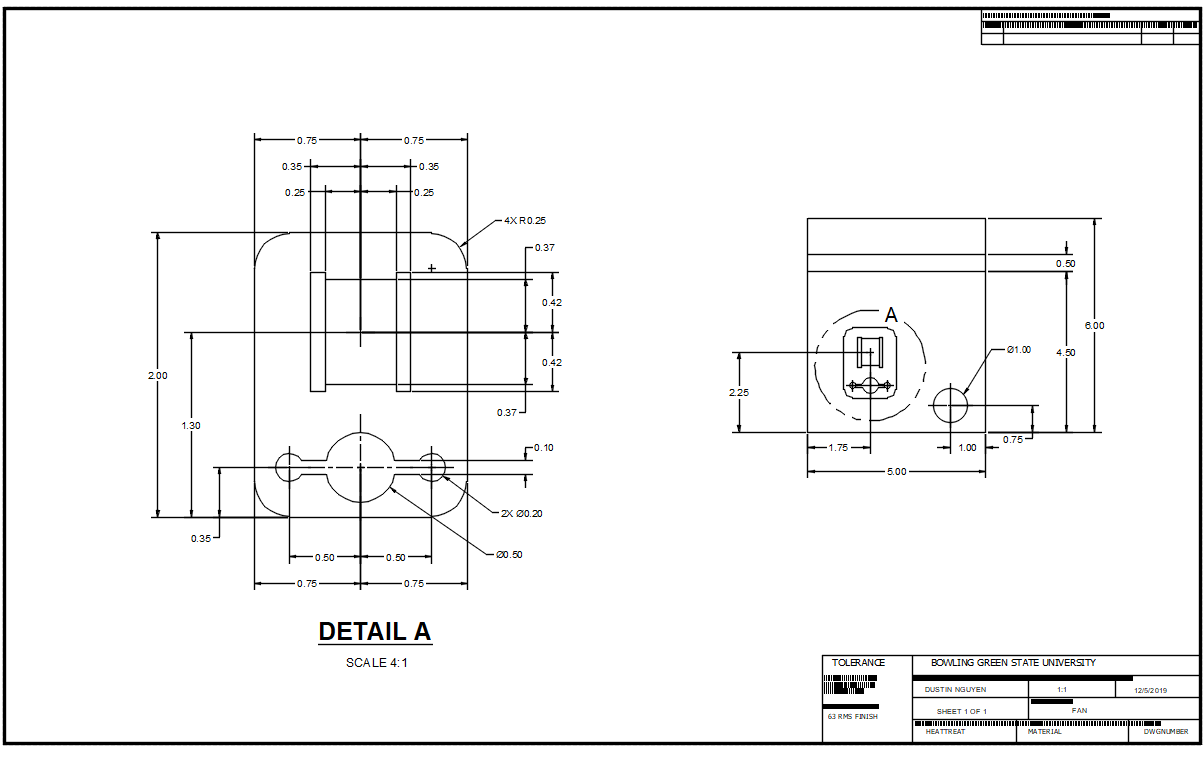 0.75 0.75
0.35 0.35
0.25 0.25
4X R0.25
0.37
0.42
2.00
0.42
1.30
0.37
0.10
2X Ø0.20
0.35
Ø0.50
0.50 0.50
0.75 0.75
DETAIL A
SCALE 4:1
0.50
A
6.00
Ø1.00
4.50
2.25
0.75
1.75 1.00
5.00
TOLERANCE
63 RMS FINISH
BOWLING GREEN STATE UNIVERSITY
DUSTIN NGUYEN 1:1 12/5/2019
SHEET 1 OF 1 FAN
HEATTREAT MATERIAL DWGNUMBER